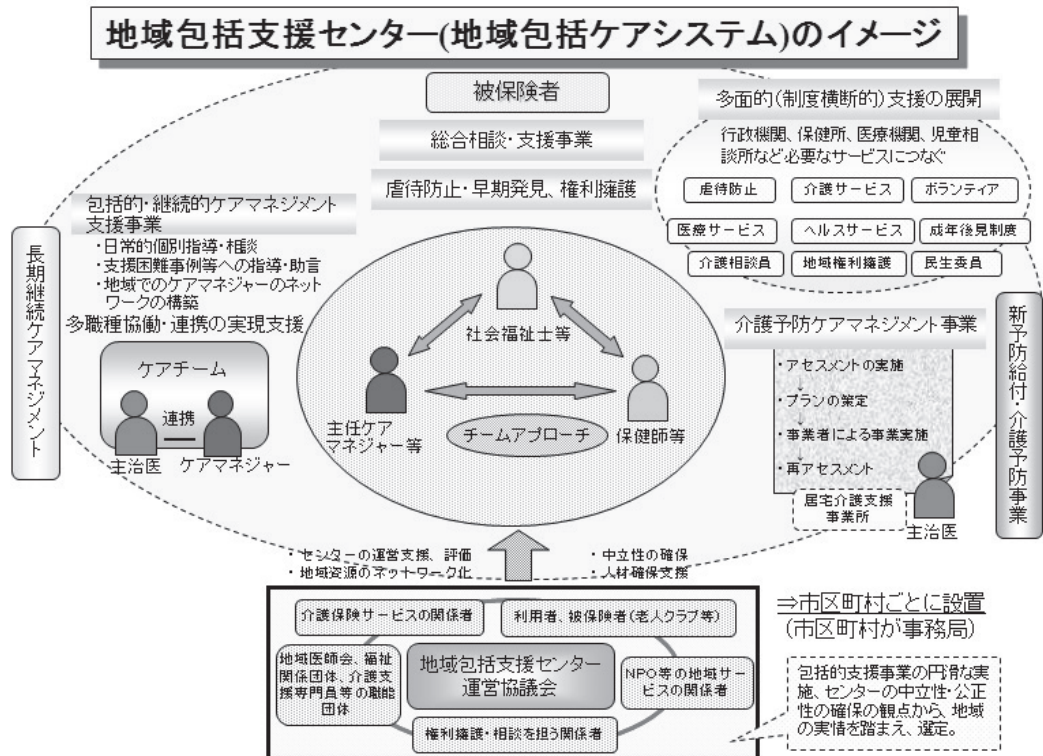 地域包括支援センター(地域包括ケアシステム)のイメージ
被保険者
総合相談・支援事業
虐待防止・早期発見、権利擁護
多面的(制度横断的)支援の展開
行政機関、保健所、医療機関、児童相
談所など必要なサービスにつなぐ
虐待防止
介護サービス
ボランティア
医療サービス
ヘルスサービス
成年後見制度
介護相談員
地域権利擁護
民生委員
包括的・継続的ケアマネジメント
支援事業
・日常的個別指導・相談
・支援困難事例等への指導・助言
・地域でのケアマネジャーのネット
ワークの構築
多職種協働・連携の実現支援
ケアチーム
連携
主治医
ケアマネジャー
長期継続ケアマネジメント
社会福祉士等
主任ケア
マネジャー等
チームアプローチ
保健師等
介護予防ケアマネジメント事業
・アセスメントの実施
↓
・プランの策定
↓
・事業者による事業実施
↓
・再アセスメント
居宅介護支援
事業所
主治医
新予防給付・介護予防事業
・センターの運営支援、評価
・地域資源のネットワーク化
・中立性の確保
・人材確保支援
介護保険サービスの関係者
利用者、被保険者(老人クラブ等)
地域医師会、福祉
関係団体、介護支
援専門員等の職能
団体
地域包括支援センター
運営協議会
NPO等の地域サー
ビスの関係者
権利擁護・相談を担う関係者
⇒市区町村ごとに設置
(市区町村が事務局)
包括的支援事業の円滑な実
施、センターの中立性・公正
性の確保の観点から、地域
の実情を踏まえ、選定。